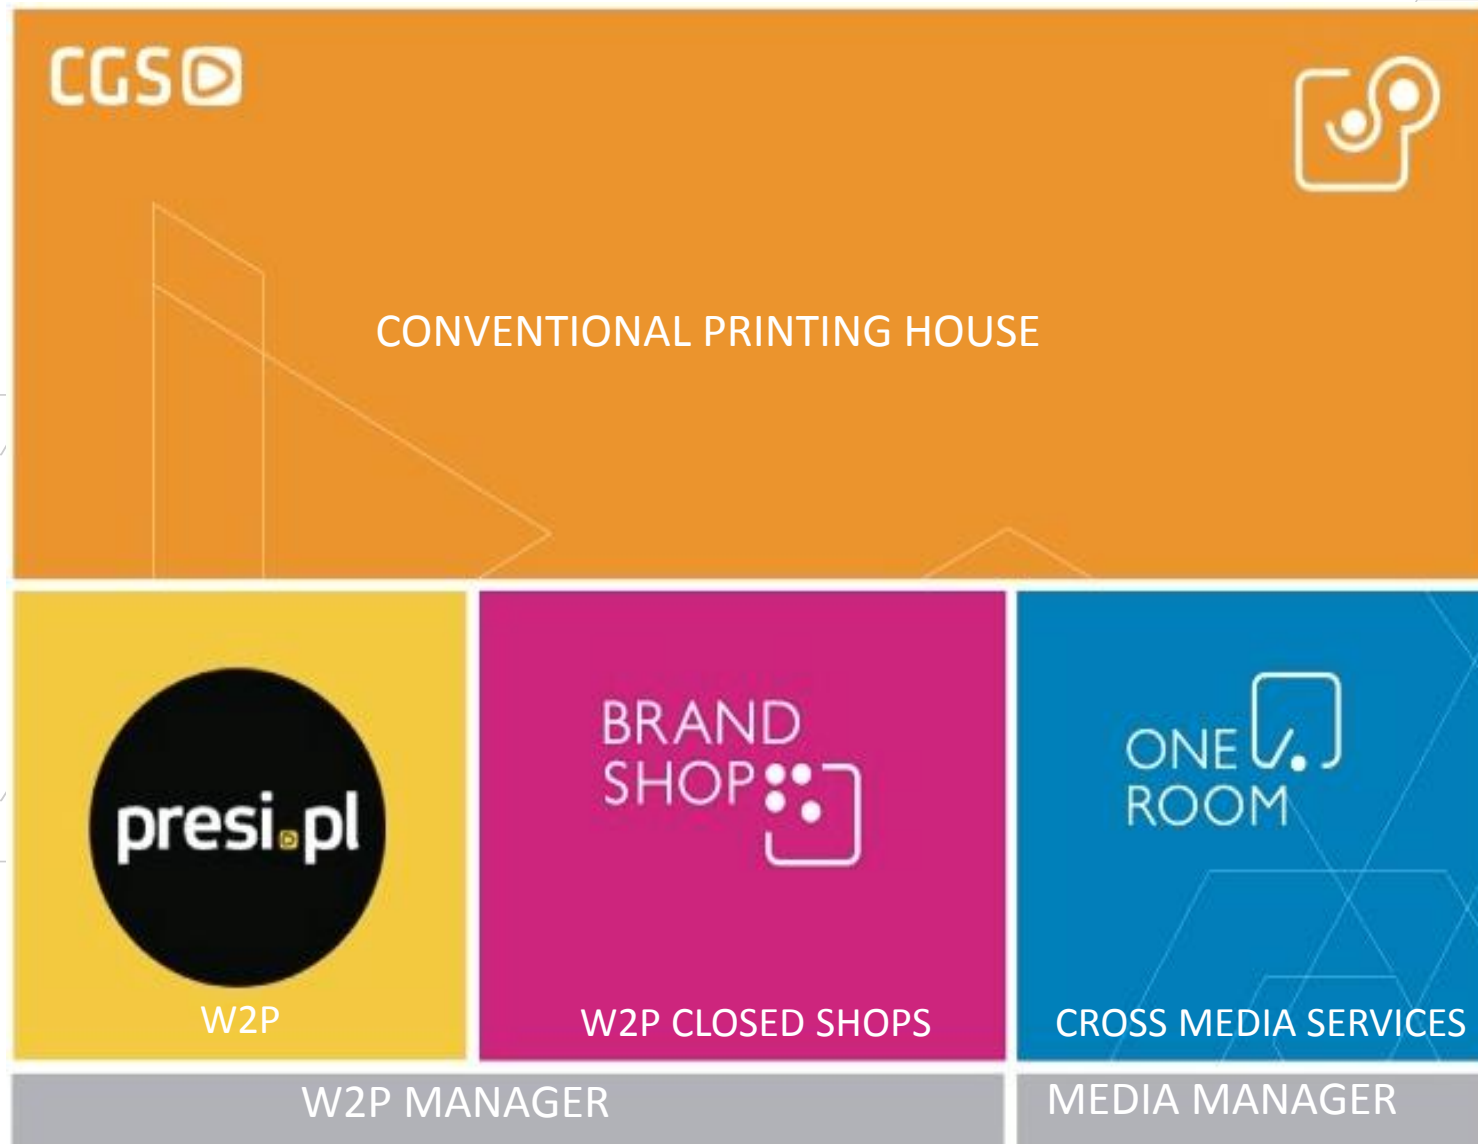 CGS
CONVENTIONAL PRINTING HOUSE
presi.pl
W2P
BRAND
SHOP
W2P CLOSED SHOPS
ONE
ROOM
CROSS MEDIA SERVICES
W2P MANAGER
MEDIA MANAGER